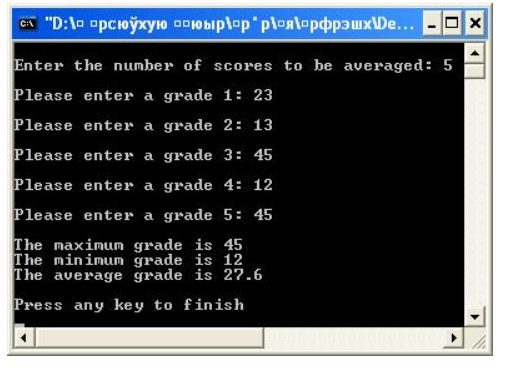 "D:\¤ ¤рсюўхую ¤¤юыр\¤р˚р\¤я\¤рфрэшх\De...
Enter the number of scores to be averaged: 5
Please enter a grade 1: 23
Please enter a grade 2: 13
Please enter a grade 3: 45
Please enter a grade 4: 12
Please enter a grade 5: 45
The maximum grade is 45
The minimum grade is 12
The average grade is 27.6
Press any key to finish